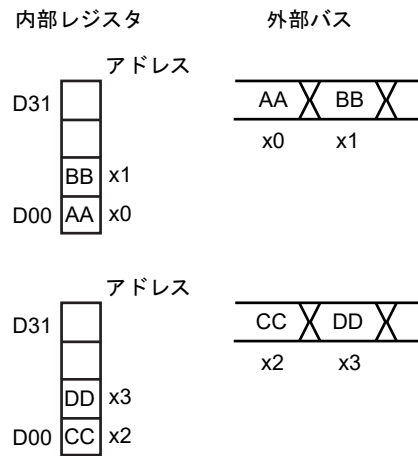 内部レジスタ 外部バス
アドレス
D31 AA BB
x0 x1
BB x1
D00 AA x0
アドレス
D31 CC DD
x2 x3
DD x3
D00 CC x2